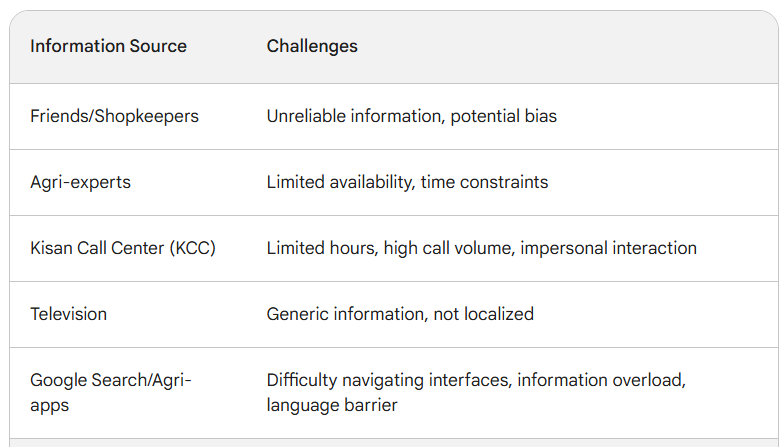 Information Source Challenges
Friends/Shopkeepers Unreliable information, potential bias
Agri-experts Limited availability, time constraints
Kisan Call Center (KCC) Limited hours, high call volume, impersonal interaction
Television Generic information, not localized
Google Search/Agri- Difficulty navigating interfaces, information overload,
apps language barrier